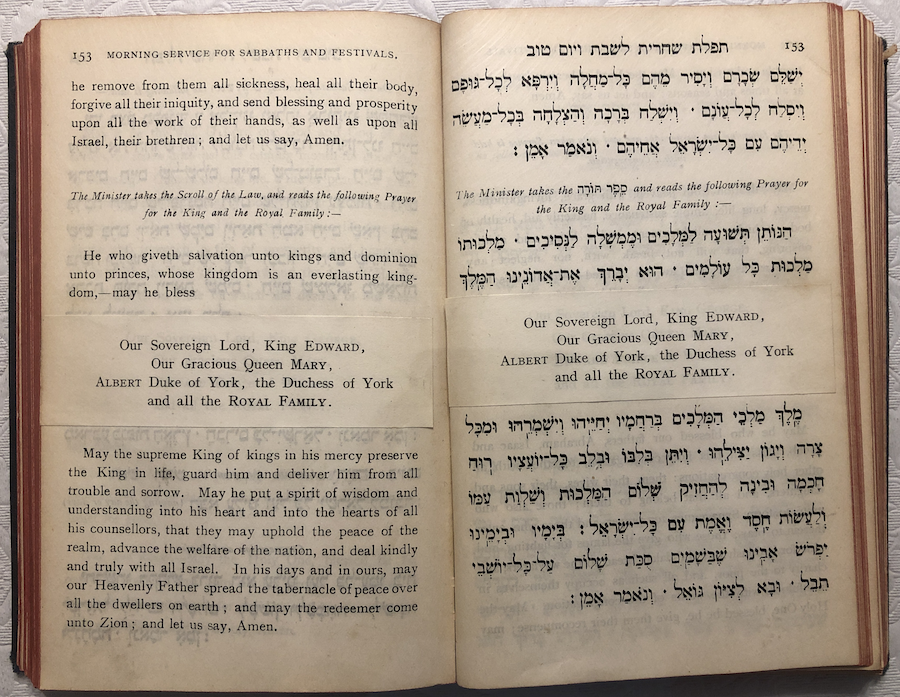 153 MORNING SERVICE FOR SABBATHS AND FESTIVALS.
he remove from them all sickness, heal all their body,
forgive all their iniquity, and send blessing and prosperity
upon all the work of their hands, as well as upon all
Israel, their brethren; and let us say, Amen.
The Minister takes the Scroll of the Law, and reads the following Prayer
for the King and the Royal Family:—
He who giveth salvation unto kings and dominion
unto princes, whose kingdom is an everlasting king-
dom,—may he bless
Our Sovereign Lord, King EDWARD,
Our Gracious Queen MARY,
ALBERT Duke of York, the Duchess of York
and all the ROYAL FAMILY.
May the supreme King of kings in his mercy preserve
the King in life, guard him and deliver him from all
trouble and sorrow. May he put a spirit of wisdom and
understanding into his heart and into the hearts of all
his counsellors, that they may uphold the peace of the
realm, advance the welfare of the nation, and deal kindly
and truly with all Israel. In his days and in ours, may
our Heavenly Father spread the tabernacle of peace over
all the dwellers on earth; and may the redeemer come
unto Zion; and let us say, Amen.
תפלת שחרית לשבת ויום טוב 153
יְשַׁלֵּם שְׂכָרָם וְיָסִיר מֵהֶם כָּל־מַחֲלָה וְיִרְפָּא לְכָל־גּוּפָם
וְיִסְלַח לְכָל־עֲוֹנָם · וְיִשְׁלַח בְּרָכָה וְהַצְלָחָה בְּכָל־מַעֲשֵׂה
יְדֵיהֶם עִם כָּל־יִשְׂרָאֵל אֲחֵיהֶם · וְנֹאמַר אָמֵן:
The Minister takes the סֵפֶר תּוֹרָה and reads the following Prayer for
the King and the Royal Family:—
הַנּוֹתֵן תְּשׁוּעָה לַמְּלָכִים וּמֶמְשָׁלָה לַנְּסִיכִים · מַלְכוּתוֹ
מַלְכוּת כָּל עוֹלָמִים · הוּא יְבָרֵךְ אֶת־אֲדוֹנֵינוּ הַמֶּלֶךְ
Our Sovereign Lord, King EDWARD,
Our Gracious Queen MARY,
ALBERT Duke of York, the Duchess of York
and all the ROYAL FAMILY.
מֶלֶךְ מַלְכֵי הַמְּלָכִים בְּרַחֲמָיו יְחַיֵּיהוּ וְיִשְׁמְרֵהוּ וּמִכָּל
צָרָה וְיָגוֹן יַצִּילֵהוּ · וְיִתֵּן בְּלִבּוֹ וּבְלֵב כָּל־יוֹעֲצָיו רוּחַ
חָכְמָה וּבִינָה לְהַחֲזִיק שְׁלוֹם הַמַּלְכוּת וְשַׁלְוַת עַמּוֹ
וְלַעֲשׂוֹת חֶסֶד וֶאֱמֶת עִם כָּל־יִשְׂרָאֵל: בְּיָמָיו וּבְיָמֵינוּ
יִפְרֹשׂ אָבִינוּ שֶׁבַּשָּׁמַיִם סֻכַּת שָׁלוֹם עַל־כָּל־יוֹשְׁבֵי
תֵבֵל · וּבָא לְצִיּוֹן גּוֹאֵל · וְנֹאמַר אָמֵן: